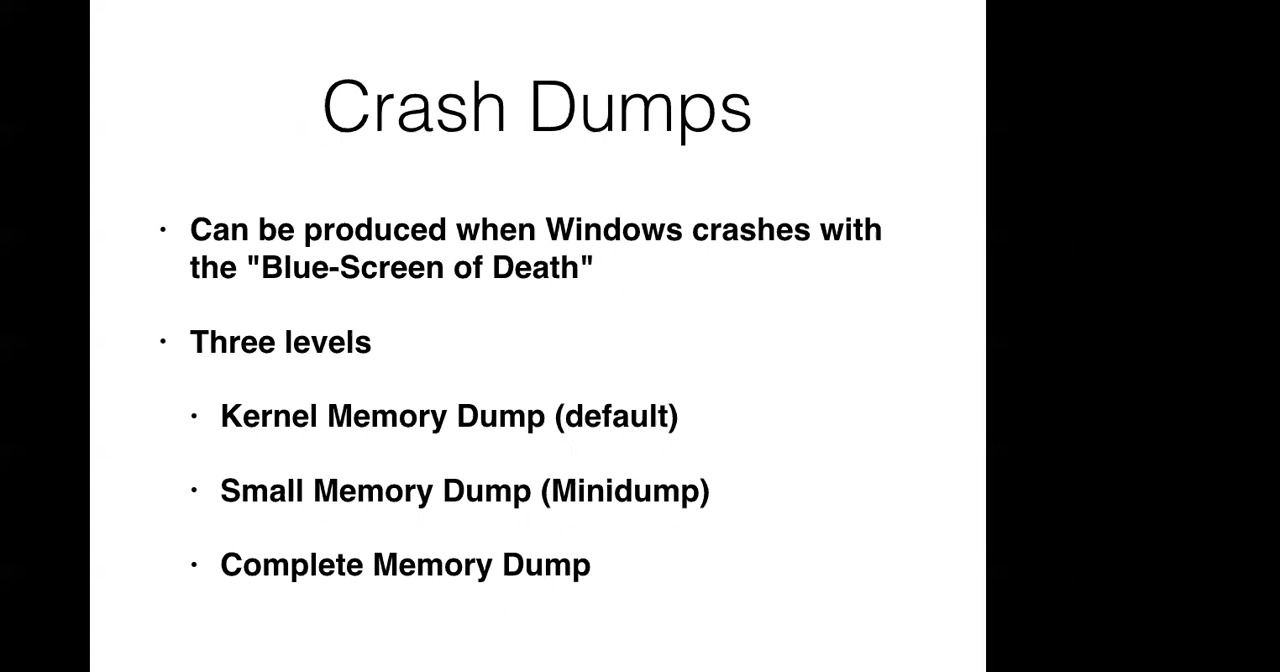 Crash Dumps
• Can be produced when Windows crashes with
the "Blue-Screen of Death"
• Three levels
• Kernel Memory Dump (default)
• Small Memory Dump (Minidump)
• Complete Memory Dump